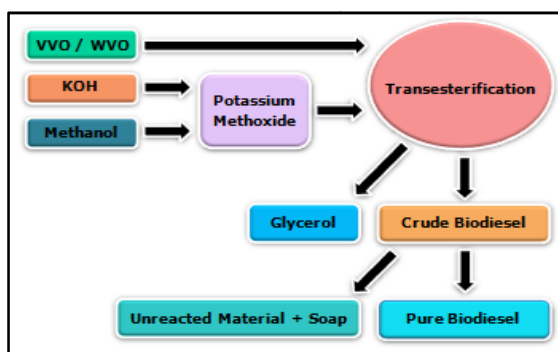 VVO / WVO
KOH
Methanol
Potassium
Methoxide
Transesterification
Glycerol
Crude Biodiesel
Unreacted Material + Soap
Pure Biodiesel